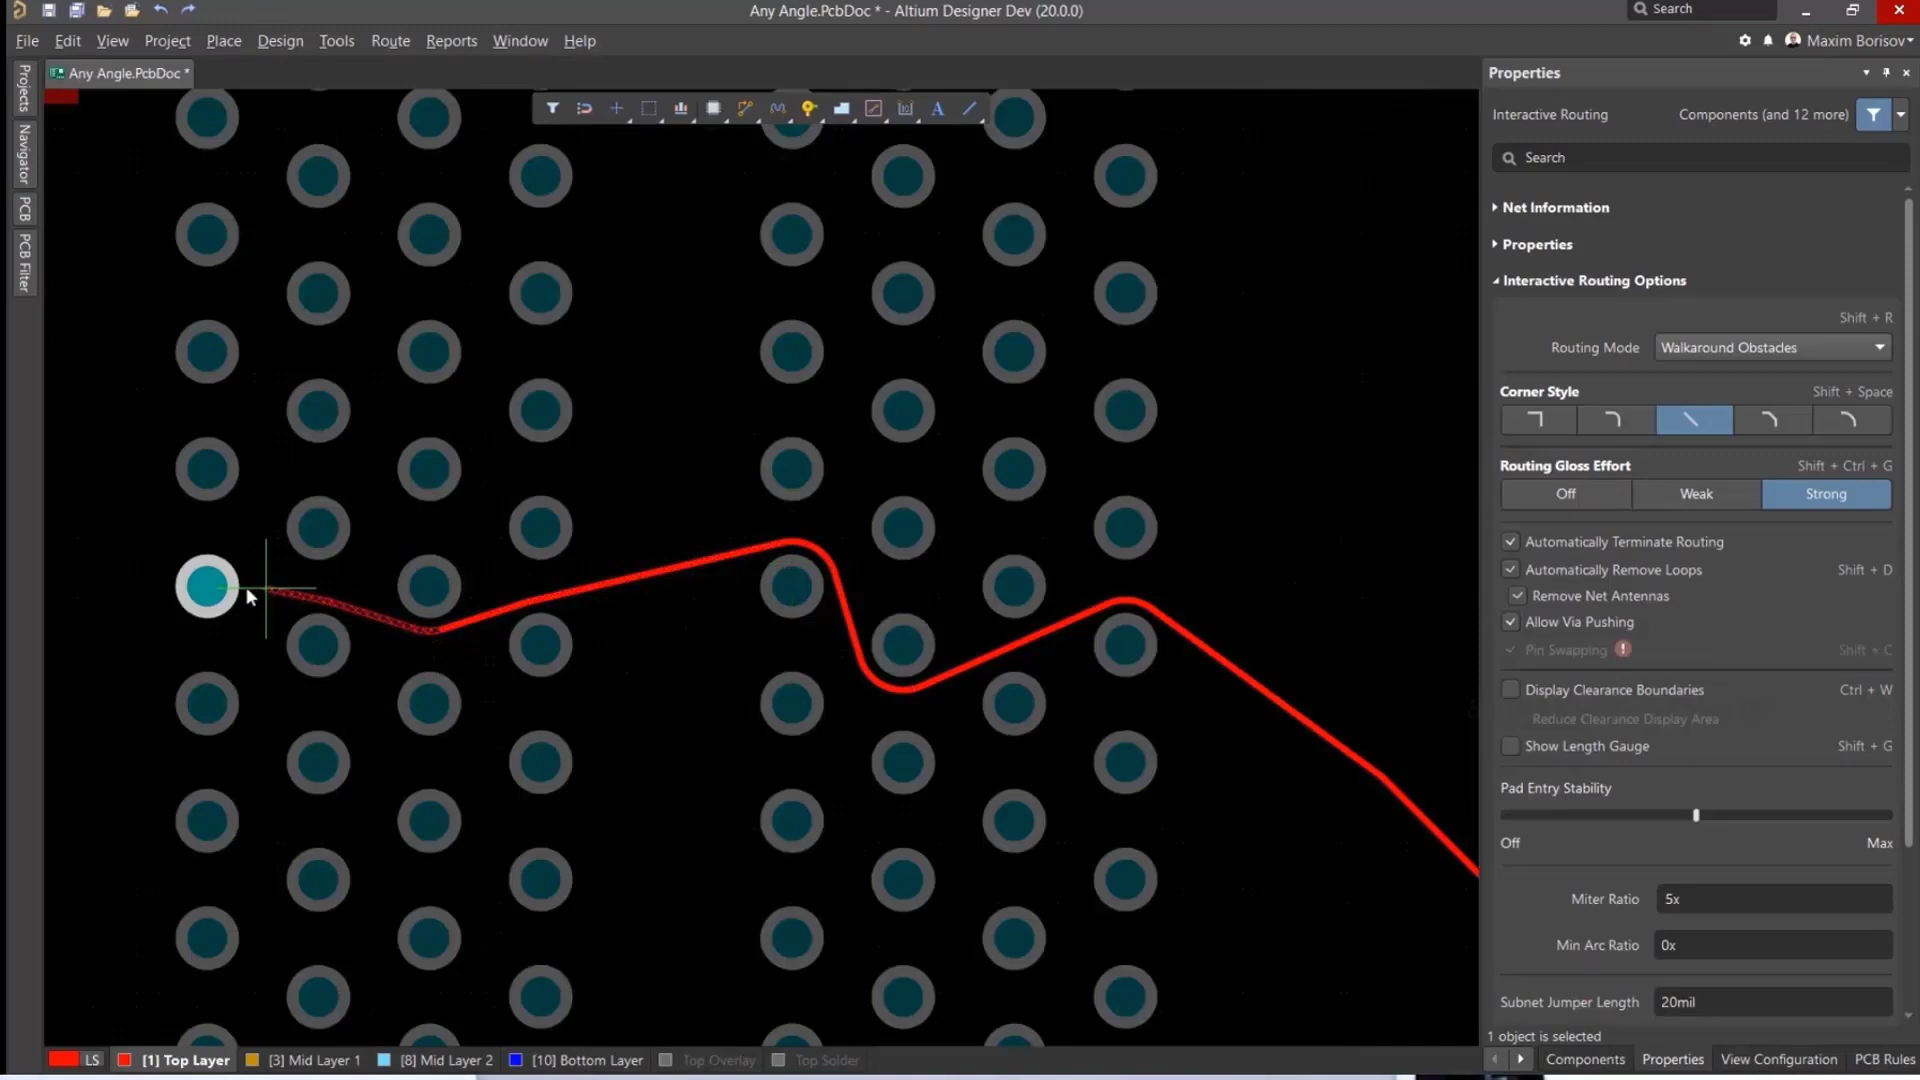 Any Angle.PcbDoc * - Altium Designer Dev (20.0.0)
Search
File Edit View Project Place Design Tools Route Reports Window Help
Maxim Borisov
Projects
Navigator
PCB
PCB Filter
Any Angle.PcbDoc *
A
Properties
Interactive Routing Components (and 12 more)
Search
Net Information
Properties
Interactive Routing Options
Shift + R
Routing Mode Walkaround Obstacles
Corner Style Shift + Space
Routing Gloss Effort Shift + Ctrl + G
Off Weak Strong
Automatically Terminate Routing
Automatically Remove Loops Shift + D
Remove Net Antennas
Allow Via Pushing
Pin Swapping ! Shift + C
Display Clearance Boundaries Ctrl + W
Reduce Clearance Display Area
Show Length Gauge Shift + G
Pad Entry Stability
Off Max
Miter Ratio 5x
Min Arc Ratio 0x
Subnet Jumper Length 20mil
1 object is selected
LS [1] Top Layer [3] Mid Layer 1 [8] Mid Layer 2 [10] Bottom Layer Top Overlay Top Solder
Components Properties View Configuration PCB Rules